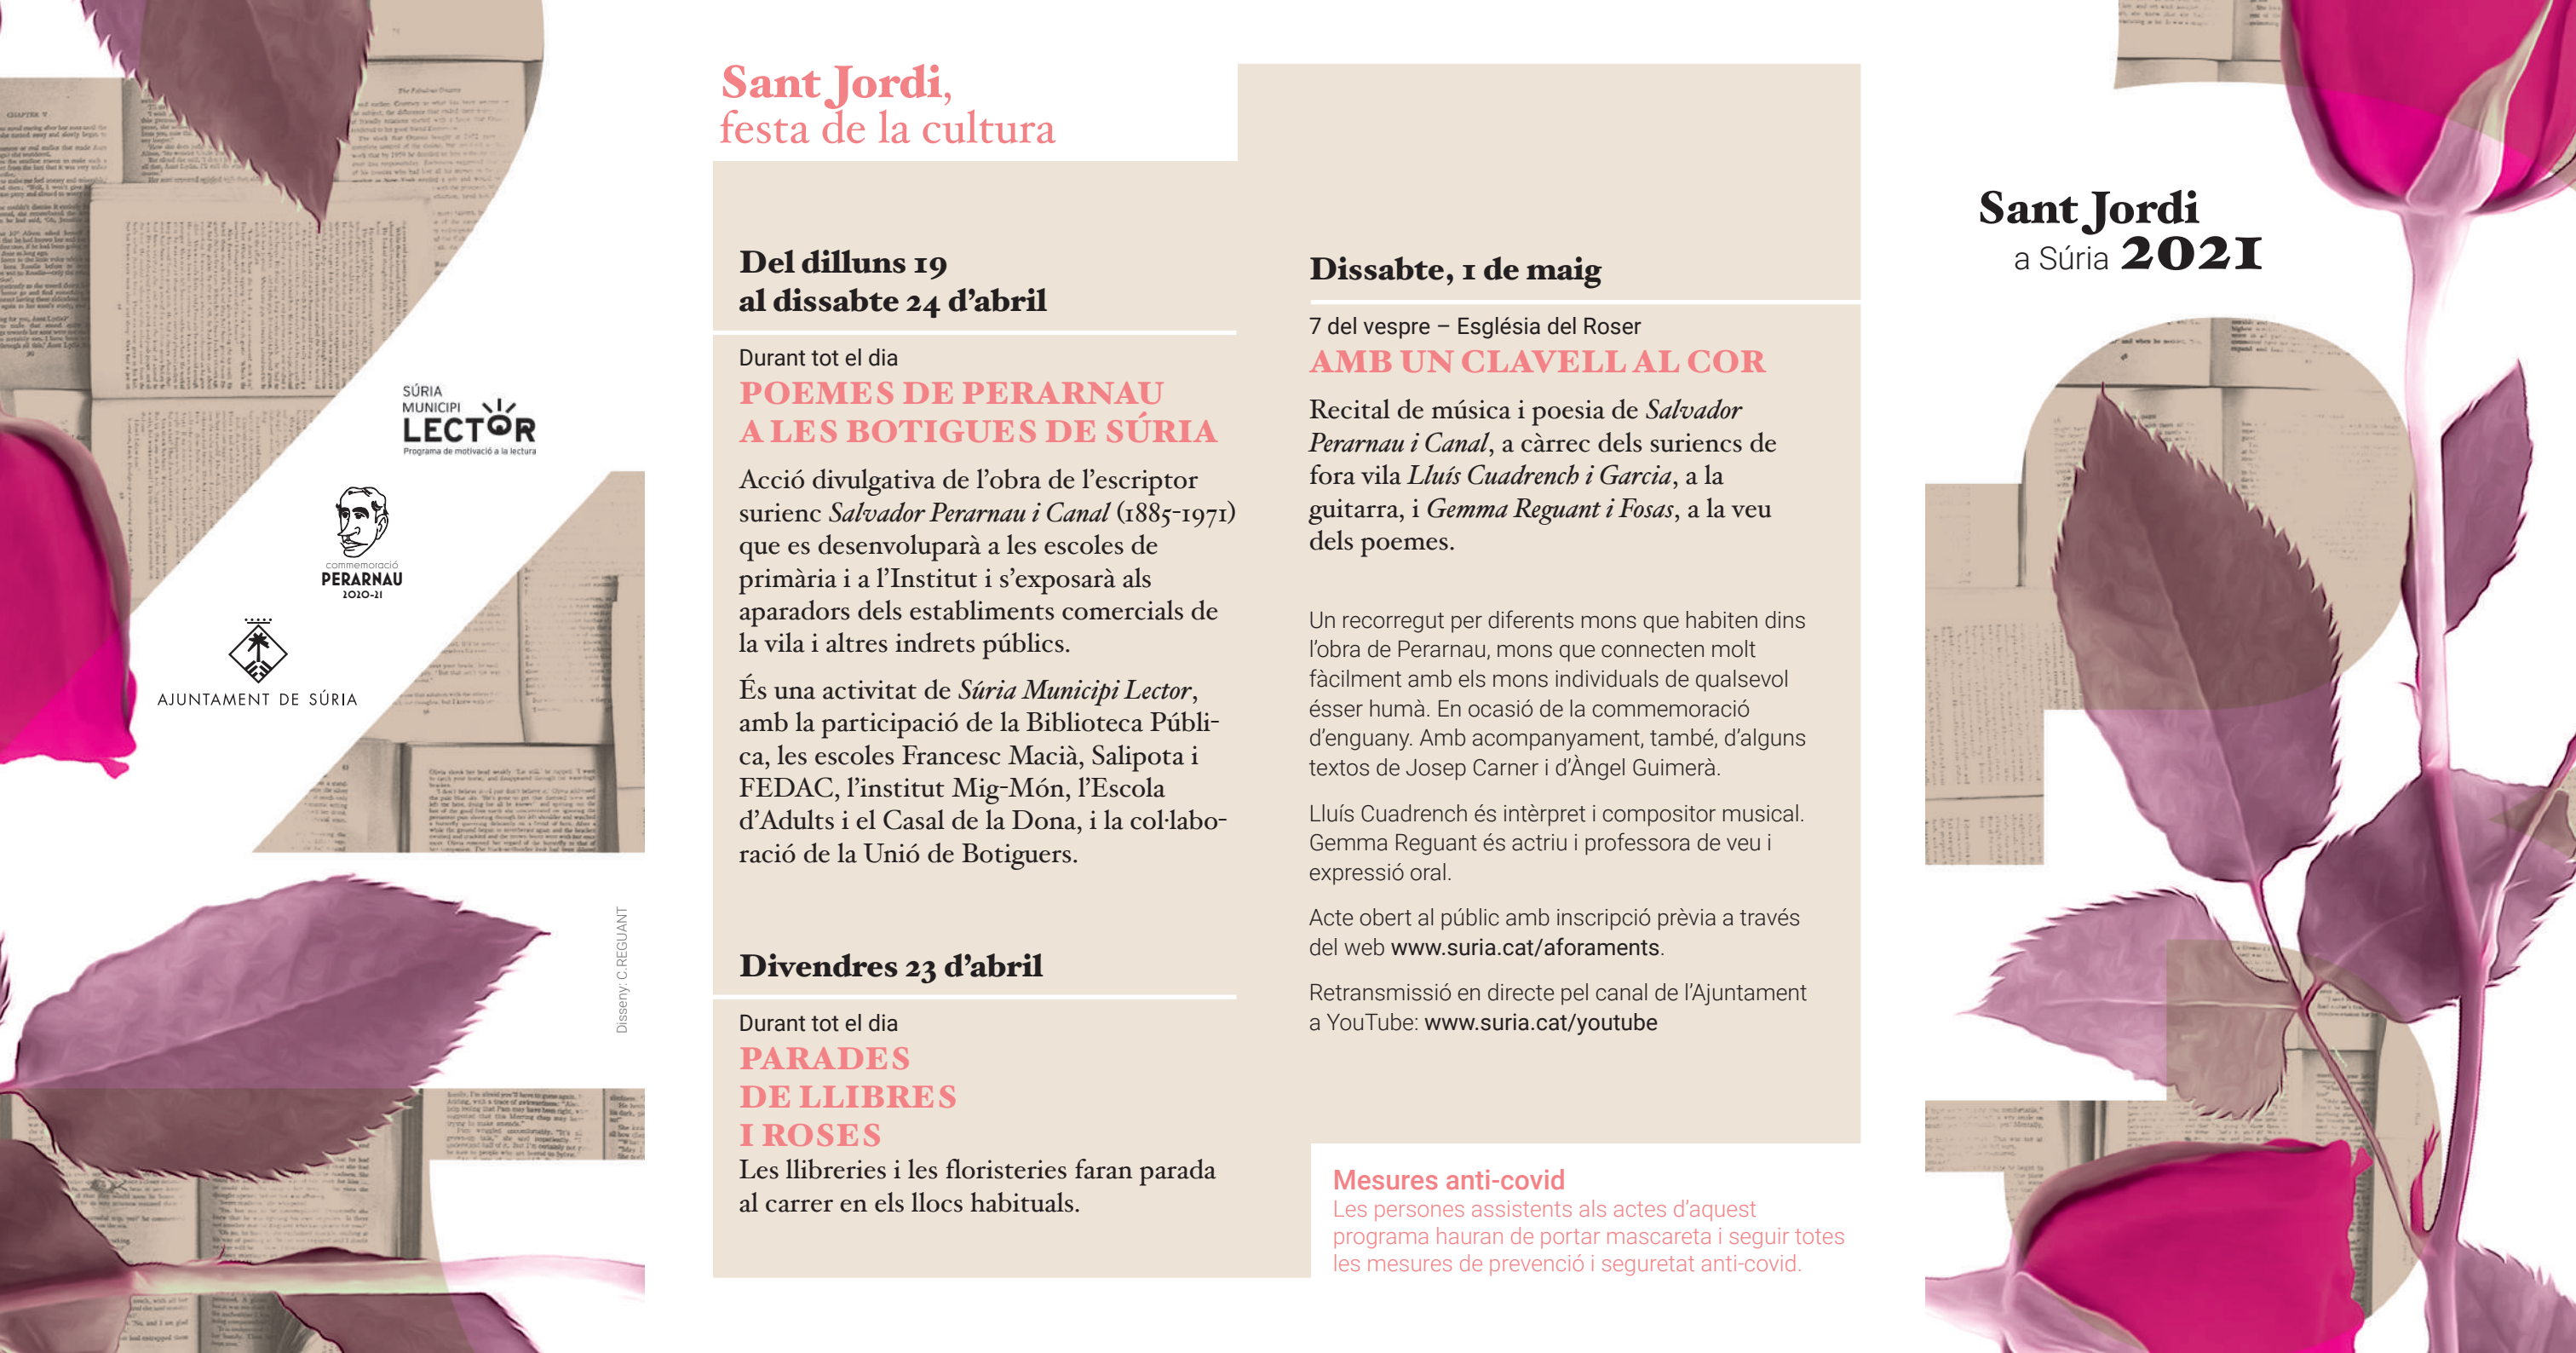 SÚRIA
MUNICIPI
LECTOR
Programa de motivació a la lectura
commemoració
PERARNAU
2020-21
AJUNTAMENT DE SÚRIA
Disseny: C.REGUANT
Sant Jordi,
festa de la cultura
Del dilluns 19
al dissabte 24 d’abril
Durant tot el dia
POEMES DE PERARNAU
A LES BOTIGUES DE SÚRIA
Acció divulgativa de l’obra de l’escriptor
surienc Salvador Perarnau i Canal (1885-1971)
que es desenvoluparà a les escoles de
primària i a l’Institut i s’exposarà als
aparadors dels establiments comercials de
la vila i altres indrets públics.
És una activitat de Súria Municipi Lector,
amb la participació de la Biblioteca Públi-
ca, les escoles Francesc Macià, Salipota i
FEDAC, l’institut Mig-Món, l’Escola
d’Adults i el Casal de la Dona, i la col·labo-
ració de la Unió de Botiguers.
Divendres 23 d’abril
Durant tot el dia
PARADES
DE LLIBRES
I ROSES
Les llibreries i les floristeries faran parada
al carrer en els llocs habituals.
Dissabte, 1 de maig
7 del vespre – Església del Roser
AMB UN CLAVELL AL COR
Recital de música i poesia de Salvador
Perarnau i Canal, a càrrec dels suriencs de
fora vila Lluís Cuadrench i Garcia, a la
guitarra, i Gemma Reguant i Fosas, a la veu
dels poemes.
Un recorregut per diferents mons que habiten dins
l’obra de Perarnau, mons que connecten molt
fàcilment amb els mons individuals de qualsevol
ésser humà. En ocasió de la commemoració
d’enguany. Amb acompanyament, també, d’alguns
textos de Josep Carner i d’Àngel Guimerà.
Lluís Cuadrench és intèrpret i compositor musical.
Gemma Reguant és actriu i professora de veu i
expressió oral.
Acte obert al públic amb inscripció prèvia a través
del web www.suria.cat/aforaments.
Retransmissió en directe pel canal de l’Ajuntament
a YouTube: www.suria.cat/youtube
Mesures anti-covid
Les persones assistents als actes d’aquest
programa hauran de portar mascareta i seguir totes
les mesures de prevenció i seguretat anti-covid.
Sant Jordi
a Súria 2021